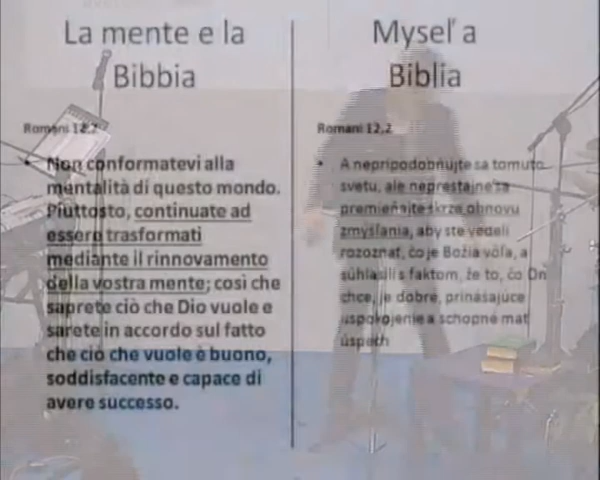 La mente e la
Bibbia
Romani 12,2
• Non conformatevi alla
mentalità di questo mondo.
Piuttosto, continuate ad
essere trasformati
mediante il rinnovamento
della vostra mente; così che
saprete ciò che Dio vuole e
sarete in accordo sul fatto
che ciò che vuole è buono,
soddisfacente e capace di
avere successo.
Myseľ a
Biblia
Romani 12,2
• A nepripodobňujte sa tomuto
svetu, ale neprestajne sa
premieňajte skrze obnovu
zmýšľania, aby ste vedeli
rozoznať, čo je Božia vôľa, a
súhlasili s faktom, že to, čo On
chce, je dobré, prinášajúce
uspokojenie a schopné mať
úspech